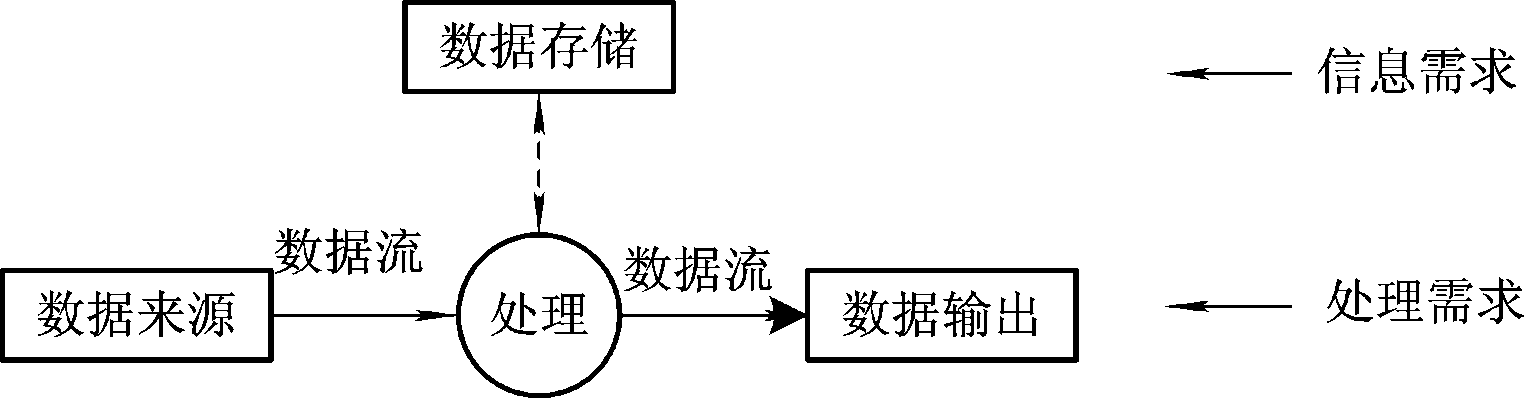 数据存储
信息需求
数据流
数据流
数据来源
处理
数据输出
处理需求